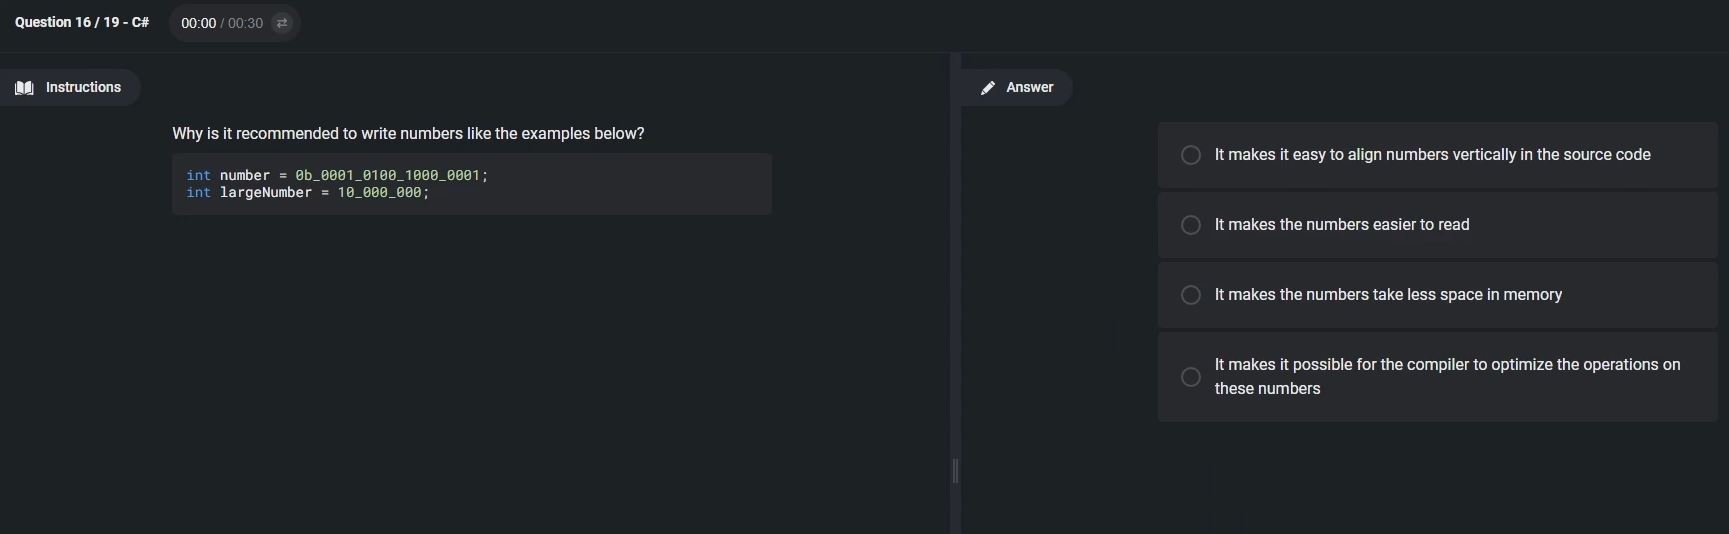 Question 16 / 19 - C#
00:00 / 00:30
Instructions
Why is it recommended to write numbers like the examples below?
int number = 0b_0001_0100_1000_0001;
int largeNumber = 10_000_000;
Answer
It makes it easy to align numbers vertically in the source code
It makes the numbers easier to read
It makes the numbers take less space in memory
It makes it possible for the compiler to optimize the operations on
these numbers